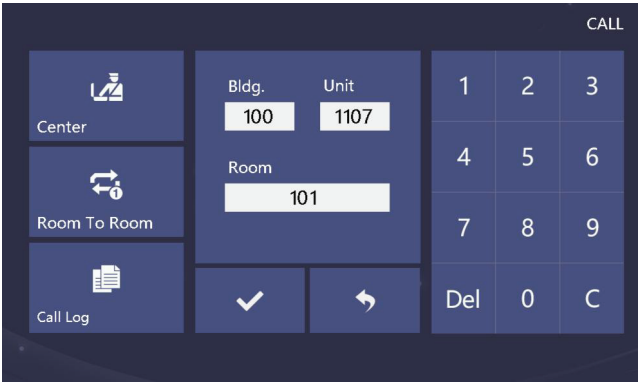 CALL
Center
Room To Room
Call Log
Bldg. Unit
100 1107
Room
101
1 2 3
4 5 6
7 8 9
Del 0 C